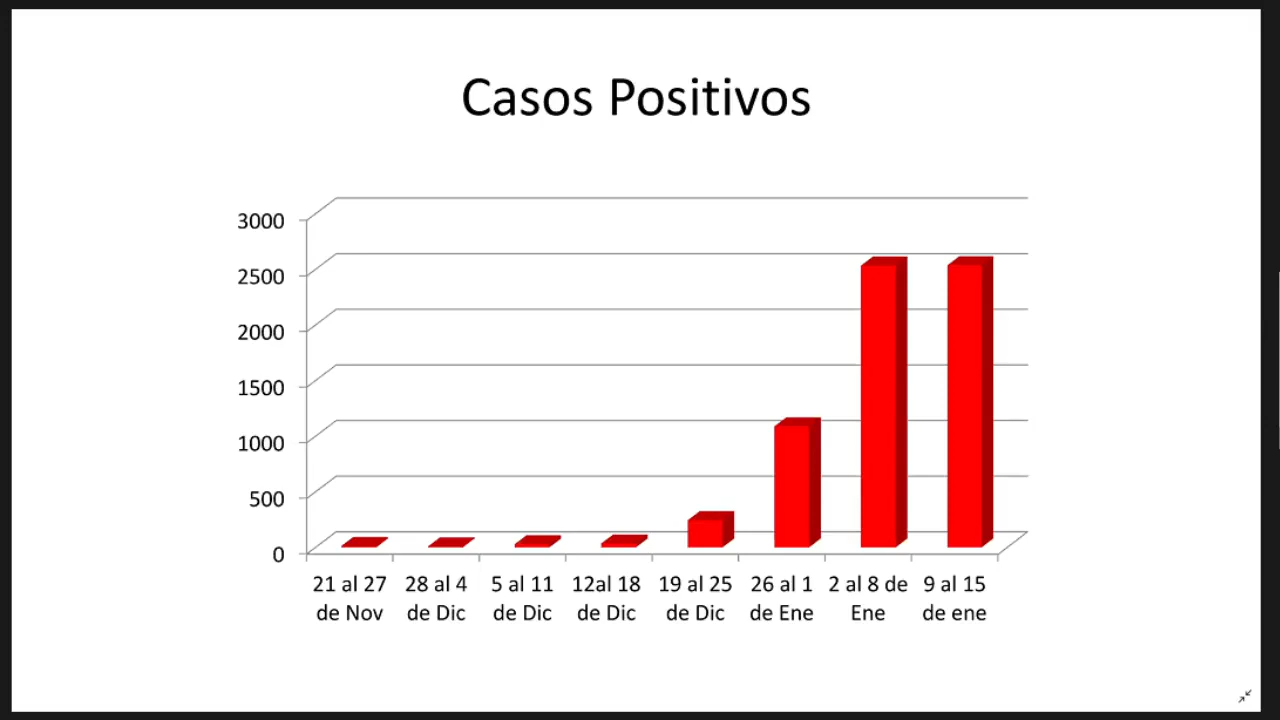 Casos Positivos
3000
2500
2000
1500
1000
500
0
21 al 27 28 al 4 5 al 11 12al 18 19 al 25 26 al 1 2 al 8 de 9 al 15
de Nov de Dic de Dic de Dic de Dic de Ene Ene de ene